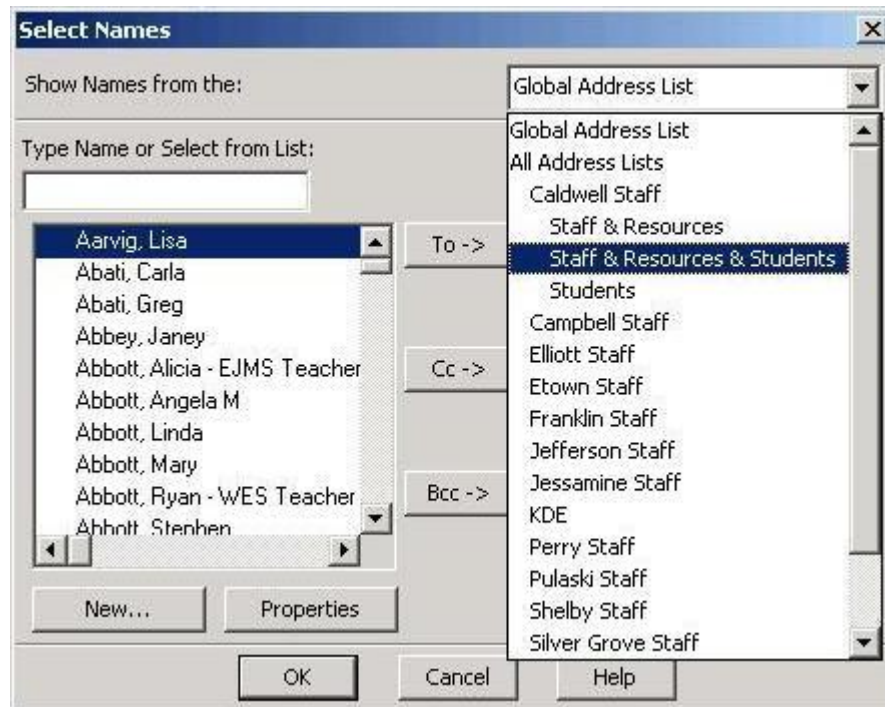 Select Names
Show Names from the:
Global Address List
Type Name or Select from List:
Aarvig, Lisa
Abati, Carla
Abati, Greg
Abbey, Janey
Abbott, Alicia - EJMS Teacher
Abbott, Angela M
Abbott, Linda
Abbott, Mary
Abbott, Ryan - WES Teacher
Abbott, Stephen
To ->
Cc ->
Bcc ->
Global Address List
All Address Lists
Caldwell Staff
Staff & Resources
Staff & Resources & Students
Students
Campbell Staff
Elliott Staff
Etown Staff
Franklin Staff
Jefferson Staff
Jessamine Staff
KDE
Perry Staff
Pulaski Staff
Shelby Staff
Silver Grove Staff
New...
Properties
OK
Cancel
Help